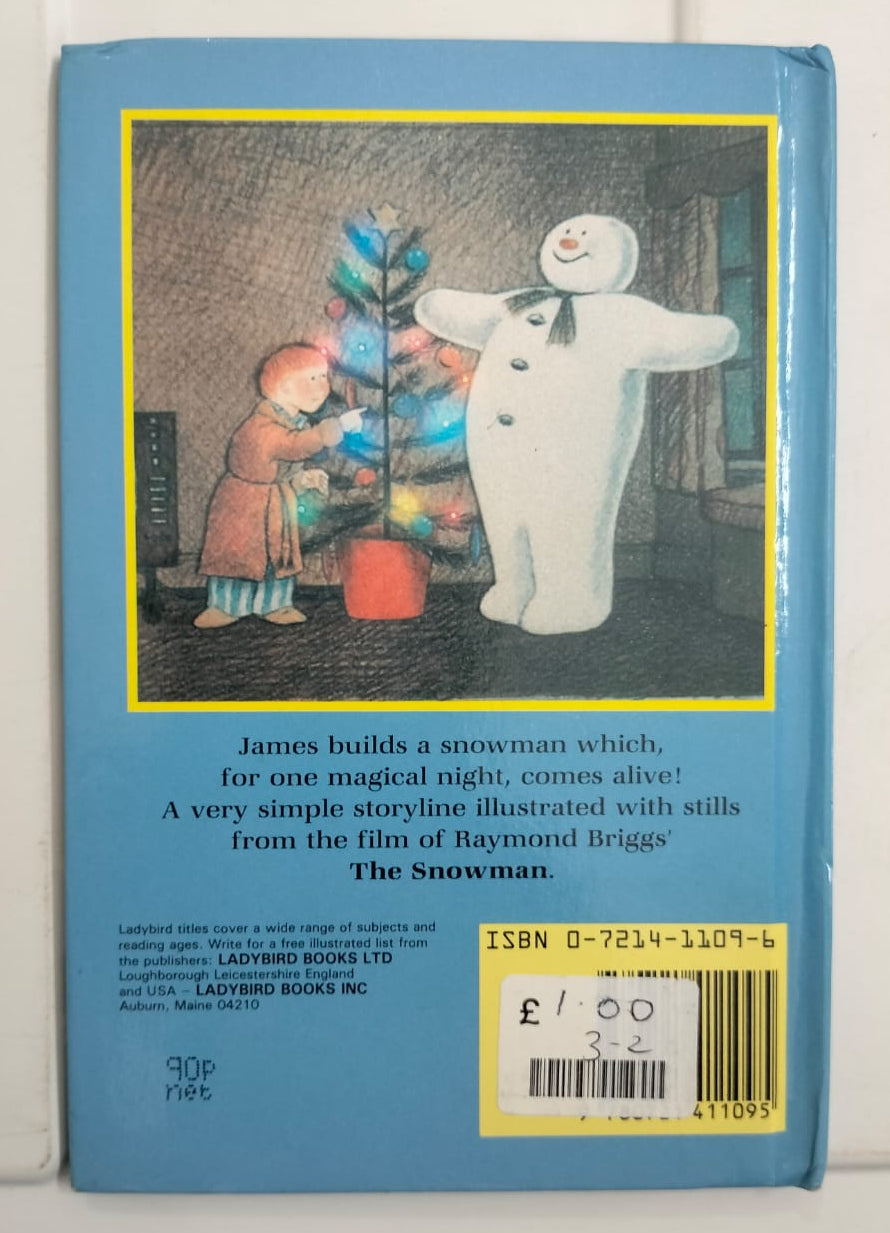 James builds a snowman which,
for one magical night, comes alive!
A very simple storyline illustrated with stills
from the film of Raymond Briggs'
The Snowman.
Ladybird titles cover a wide range of subjects and
reading ages. Write for a free illustrated list from
the publishers: LADYBIRD BOOKS LTD
Loughborough Leicestershire England
and USA – LADYBIRD BOOKS INC
Auburn, Maine 04210
90p
net
ISBN 0-7214-1109-6
£1.00
3-2
411095